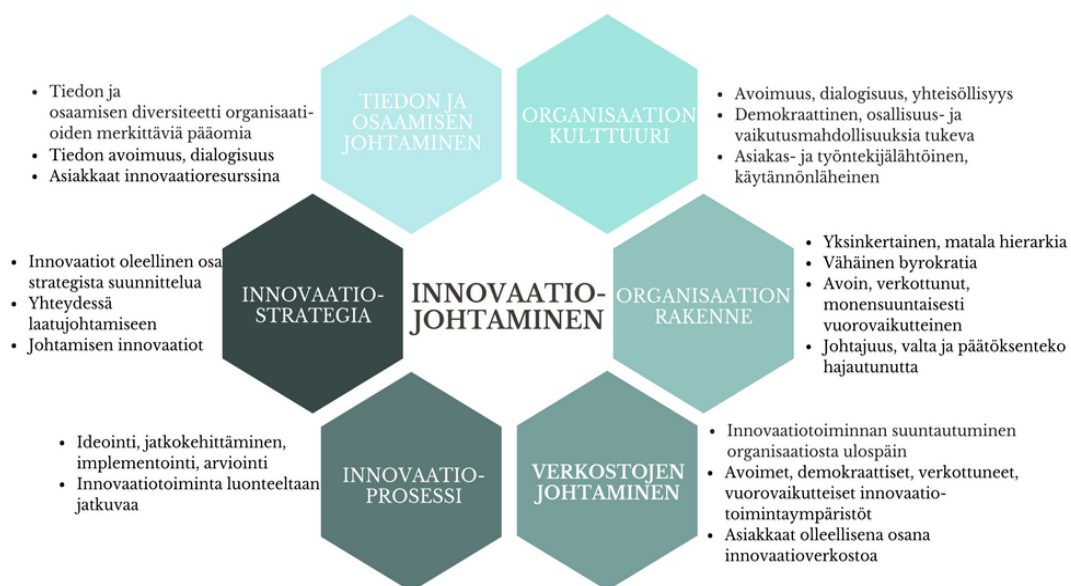 • Tiedon ja
osaamisen diversiteetti organisaati-
oiden merkittäviä pääomia
• Tiedon avoimuus, dialogisuus
• Asiakkaat innovaatioresurssina
TIEDON JA
OSAAMISEN
JOHTAMINEN
ORGANISAATION
KULTTUURI
• Avoimuus, dialogisuus, yhteisöllisyys
• Demokraattinen, osallisuus- ja
vaikutusmahdollisuuksia tukeva
• Asiakas- ja työntekijälähtöinen,
käytännönläheinen
• Innovaatiot oleellinen osa
strategista suunnittelua
• Yhteydessä
laatujohtamiseen
• Johtamisen innovaatiot
INNOVAATIO-
STRATEGIA
INNOVAATIO-
JOHTAMINEN
ORGANISAATION
RAKENNE
• Yksinkertainen, matala hierarkia
• Vähäinen byrokratia
• Avoin, verkottunut,
monensuuntaisesti
vuorovaikutteinen
• Johtajuus, valta ja päätöksenteko
hajautunutta
• Ideointi, jatkokehittäminen,
implementointi, arviointi
• Innovaatiotoiminta luonteeltaan
jatkuvaa
INNOVAATIO-
PROSESSI
VERKOSTOJEN
JOHTAMINEN
• Innovaatiotoiminnan suuntautuminen
organisaatiosta ulospäin
• Avoimet, demokraattiset, verkottuneet,
vuorovaikutteiset innovaatio-
toimintaympäristöt
• Asiakkaat olleellisena osana
innovaatioverkostoa